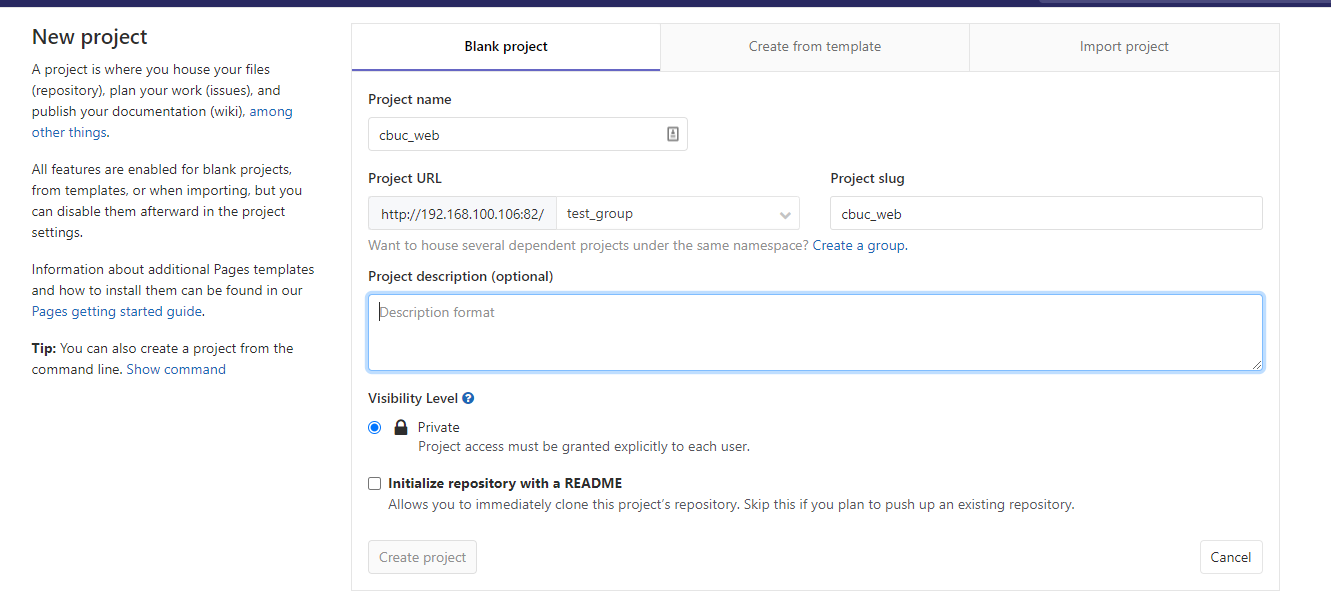 New project
A project is where you house your files
(repository), plan your work (issues), and
publish your documentation (wiki), among
other things.
All features are enabled for blank projects,
from templates, or when importing, but you
can disable them afterward in the project
settings.
Information about additional Pages templates
and how to install them can be found in our
Pages getting started guide.
Tip: You can also create a project from the
command line. Show command
Blank project
Create from template
Import project
Project name
cbuc_web
Project URL
Project slug
http://192.168.100.106:82/
test_group
cbuc_web
Want to house several dependent projects under the same namespace? Create a group.
Project description (optional)
Description format
Visibility Level
Private
Project access must be granted explicitly to each user.
Initialize repository with a README
Allows you to immediately clone this project’s repository. Skip this if you plan to push up an existing repository.
Create project
Cancel